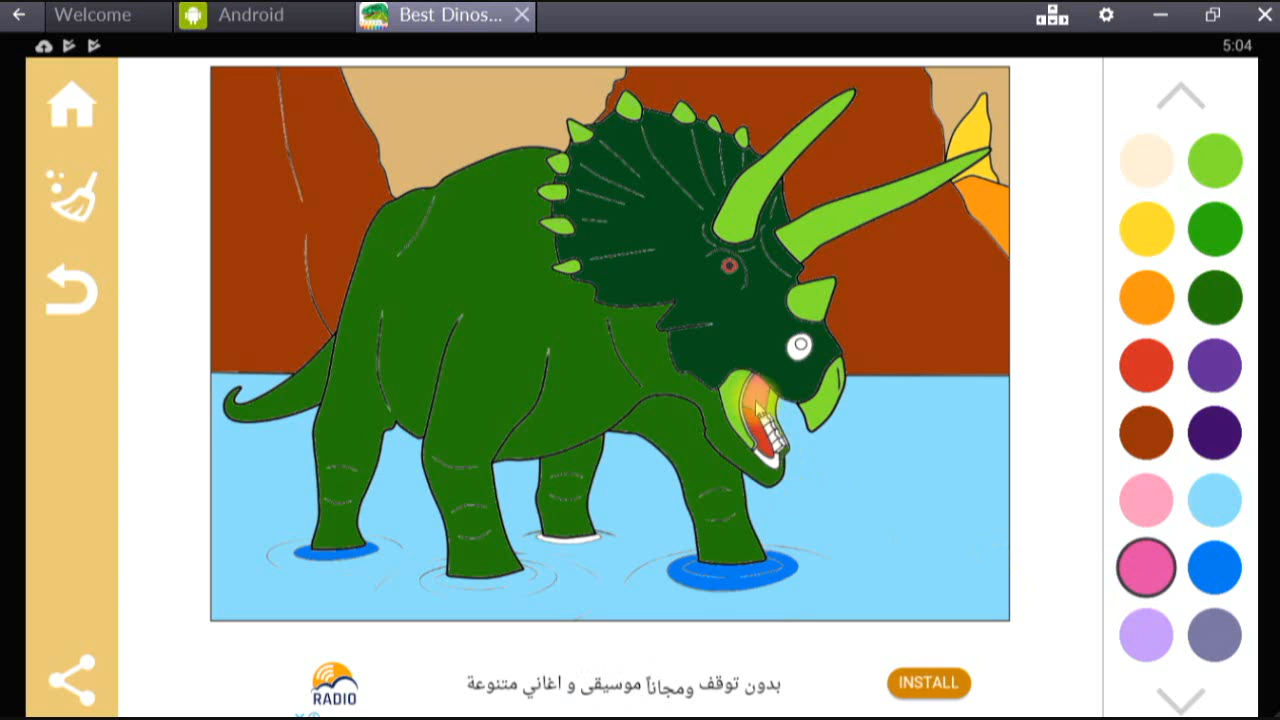 Welcome
Android
Best Dinos...
5:04
RADIO
بدون توقف ومجاناً موسيقى و اغاني متنوعة
INSTALL